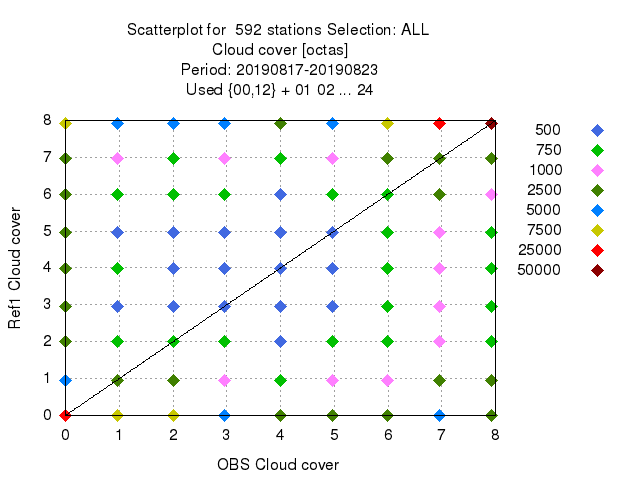 Scatterplot for 592 stations Selection: ALL
Cloud cover [octas]
Period: 20190817-20190823
Used {00,12} + 01 02 ... 24
8
7
6
5
4
3
2
1
0
Ref1 Cloud cover
0 1 2 3 4 5 6 7 8
OBS Cloud cover
500
750
1000
2500
5000
7500
25000
50000